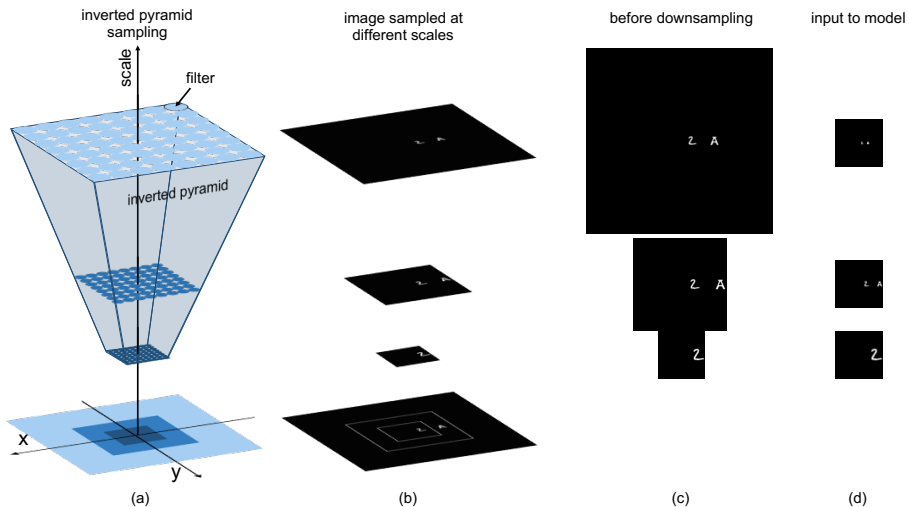 inverted pyramid
sampling
image sampled at
different scales
before downsampling
input to model
scale
filter
inverted pyramid
x
y
2 A
2 A
2
2 A
2 A
2 A
2
2 A
2
(a)
(b)
(c)
(d)